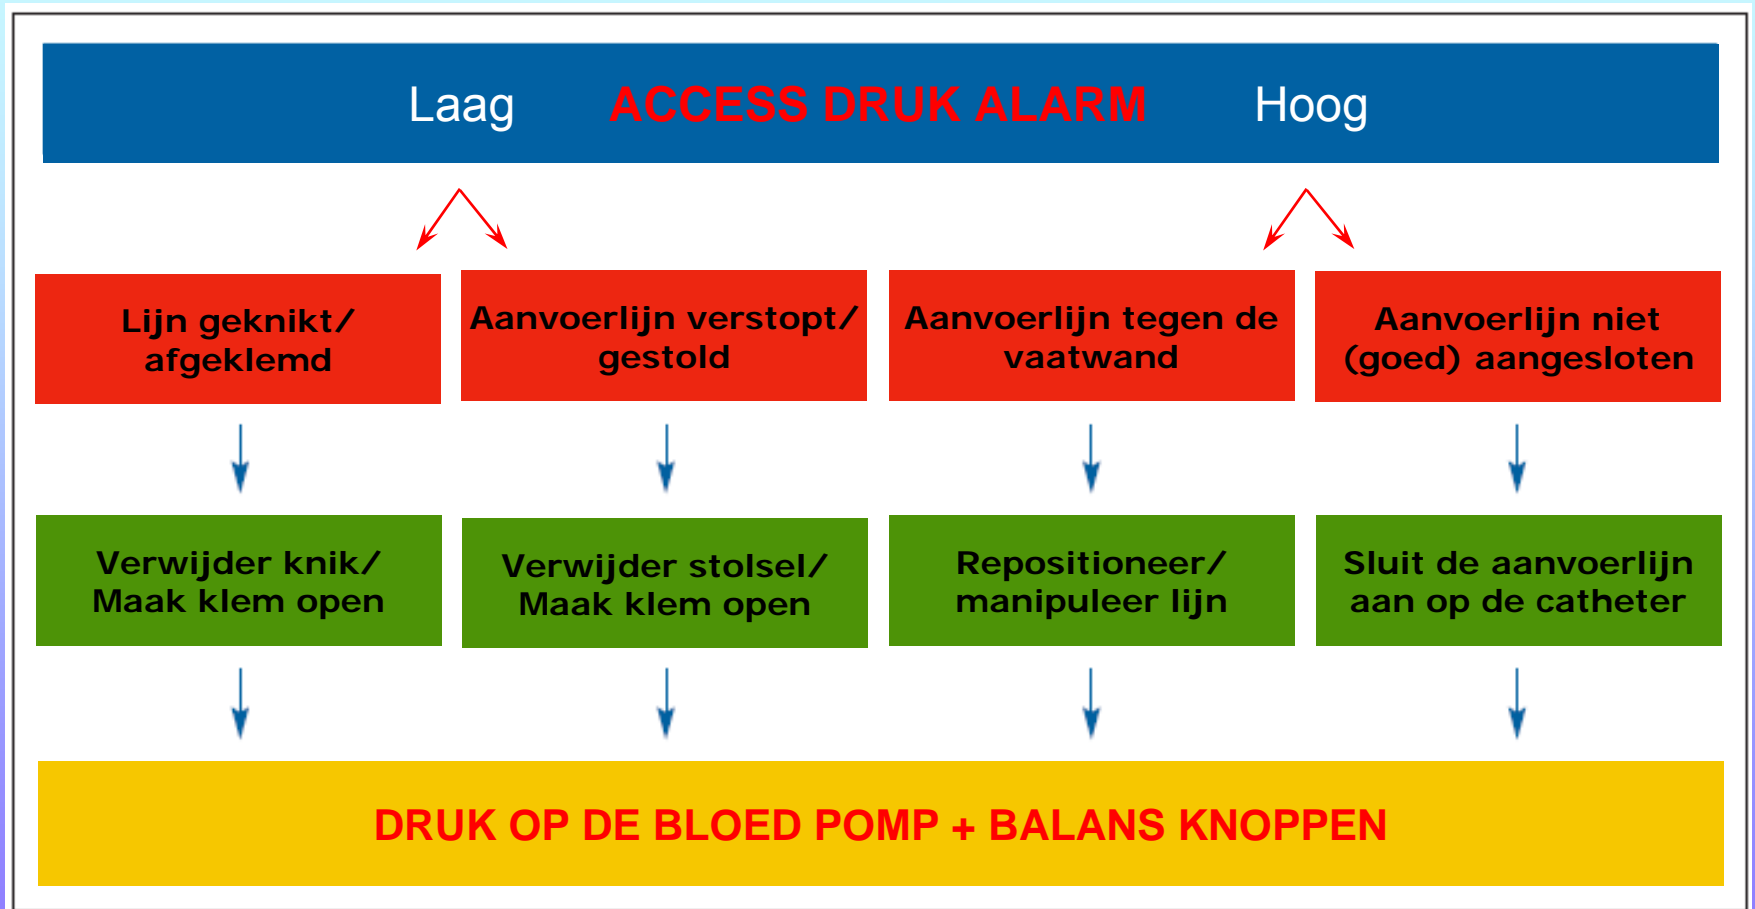 Laag ACCESS DRUK ALARM Hoog
Lijn geknikt/
afgeklemd
Aanvoerlijn verstopt/
gestold
Aanvoerlijn tegen de
vaatwand
Aanvoerlijn niet
(goed) aangesloten
Verwijder knik/
Maak klem open
Verwijder stolsel/
Maak klem open
Repositioneer/
manipuleer lijn
Sluit de aanvoerlijn
aan op de catheter
DRUK OP DE BLOED POMP + BALANS KNOPPEN